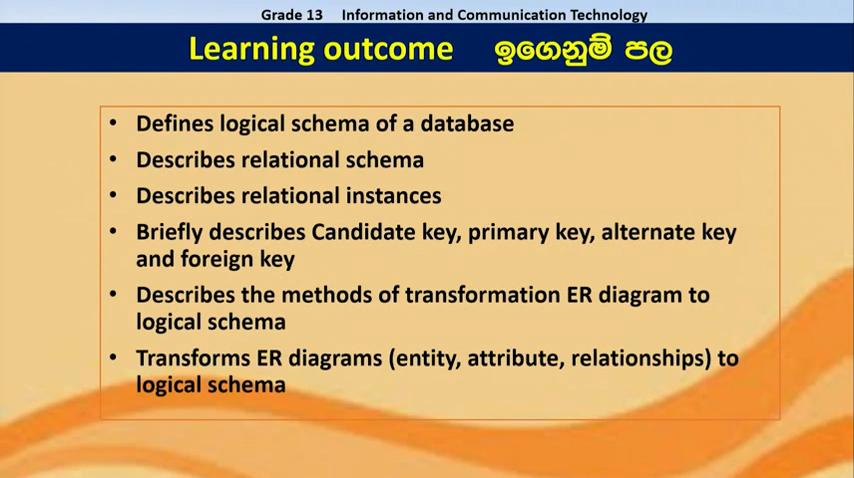 Grade 13 Information and Communication Technology
Learning outcome ඉගෙනුම් පල
• Defines logical schema of a database
• Describes relational schema
• Describes relational instances
• Briefly describes Candidate key, primary key, alternate key
and foreign key
• Describes the methods of transformation ER diagram to
logical schema
• Transforms ER diagrams (entity, attribute, relationships) to
logical schema